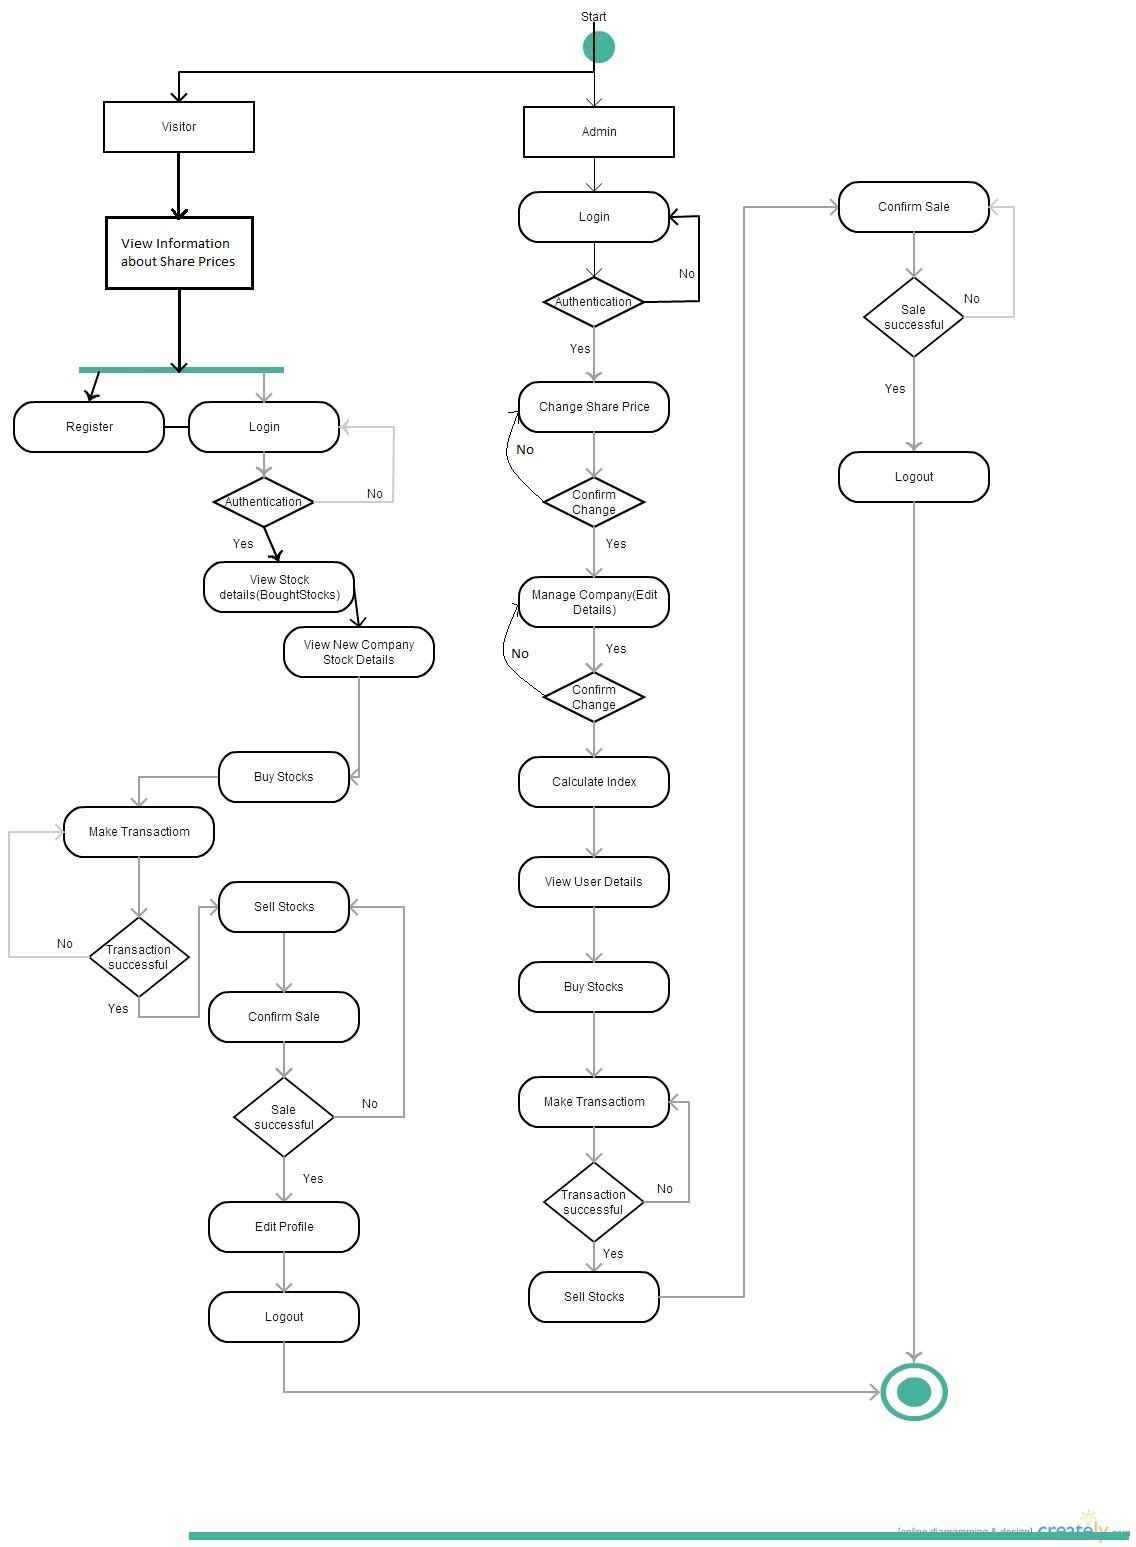 Start
Visitor
View Information
about Share Prices
Register
Login
Authentication
No
Yes
View Stock
details(BoughtStocks)
View New Company
Stock Details
Buy Stocks
Make Transactiom
Transaction
successful
No
Yes
Sell Stocks
Confirm Sale
Sale
successful
No
Yes
Edit Profile
Logout
Admin
Login
Authentication
No
Yes
Change Share Price
No
Confirm
Change
Yes
Manage Company(Edit
Details)
Yes
No
Confirm
Change
Calculate Index
View User Details
Buy Stocks
Make Transactiom
Transaction
successful
No
Yes
Sell Stocks
Confirm Sale
Sale
successful
No
Yes
Logout
[online diagramming & design] creately.com